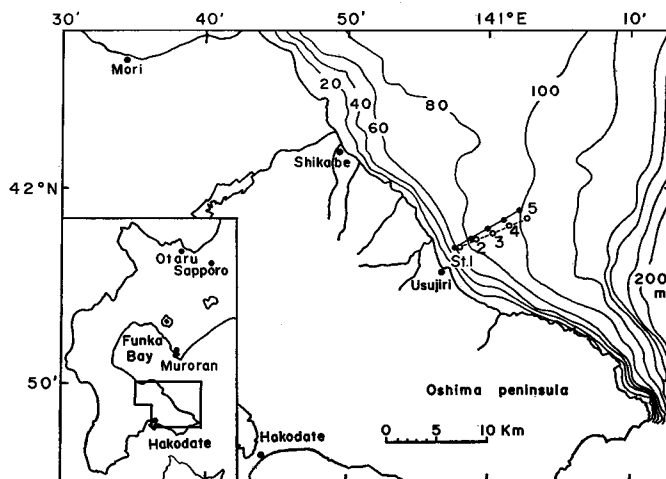 30' 40' 50' 141°E 10'
Mori
20
40
60
80
100
Shikabe
42°N
5
4
3
2
St.1
Usujiri
200
m
Otaru
Sapporo
Funka
Bay
Muroran
50'
Oshima peninsula
Hakodate
Hakodate
0 5 10 Km